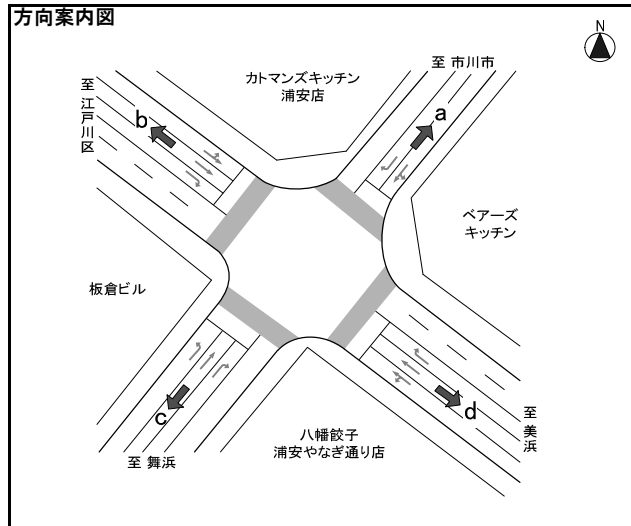 方向案内図
N
至 市川市
カトマンズキッチン
浦安店
至 江戸川区
b
a
ベアーズ
キッチン
板倉ビル
c
d
至 美浜
八幡餃子
浦安やなぎ通り店
至 舞浜